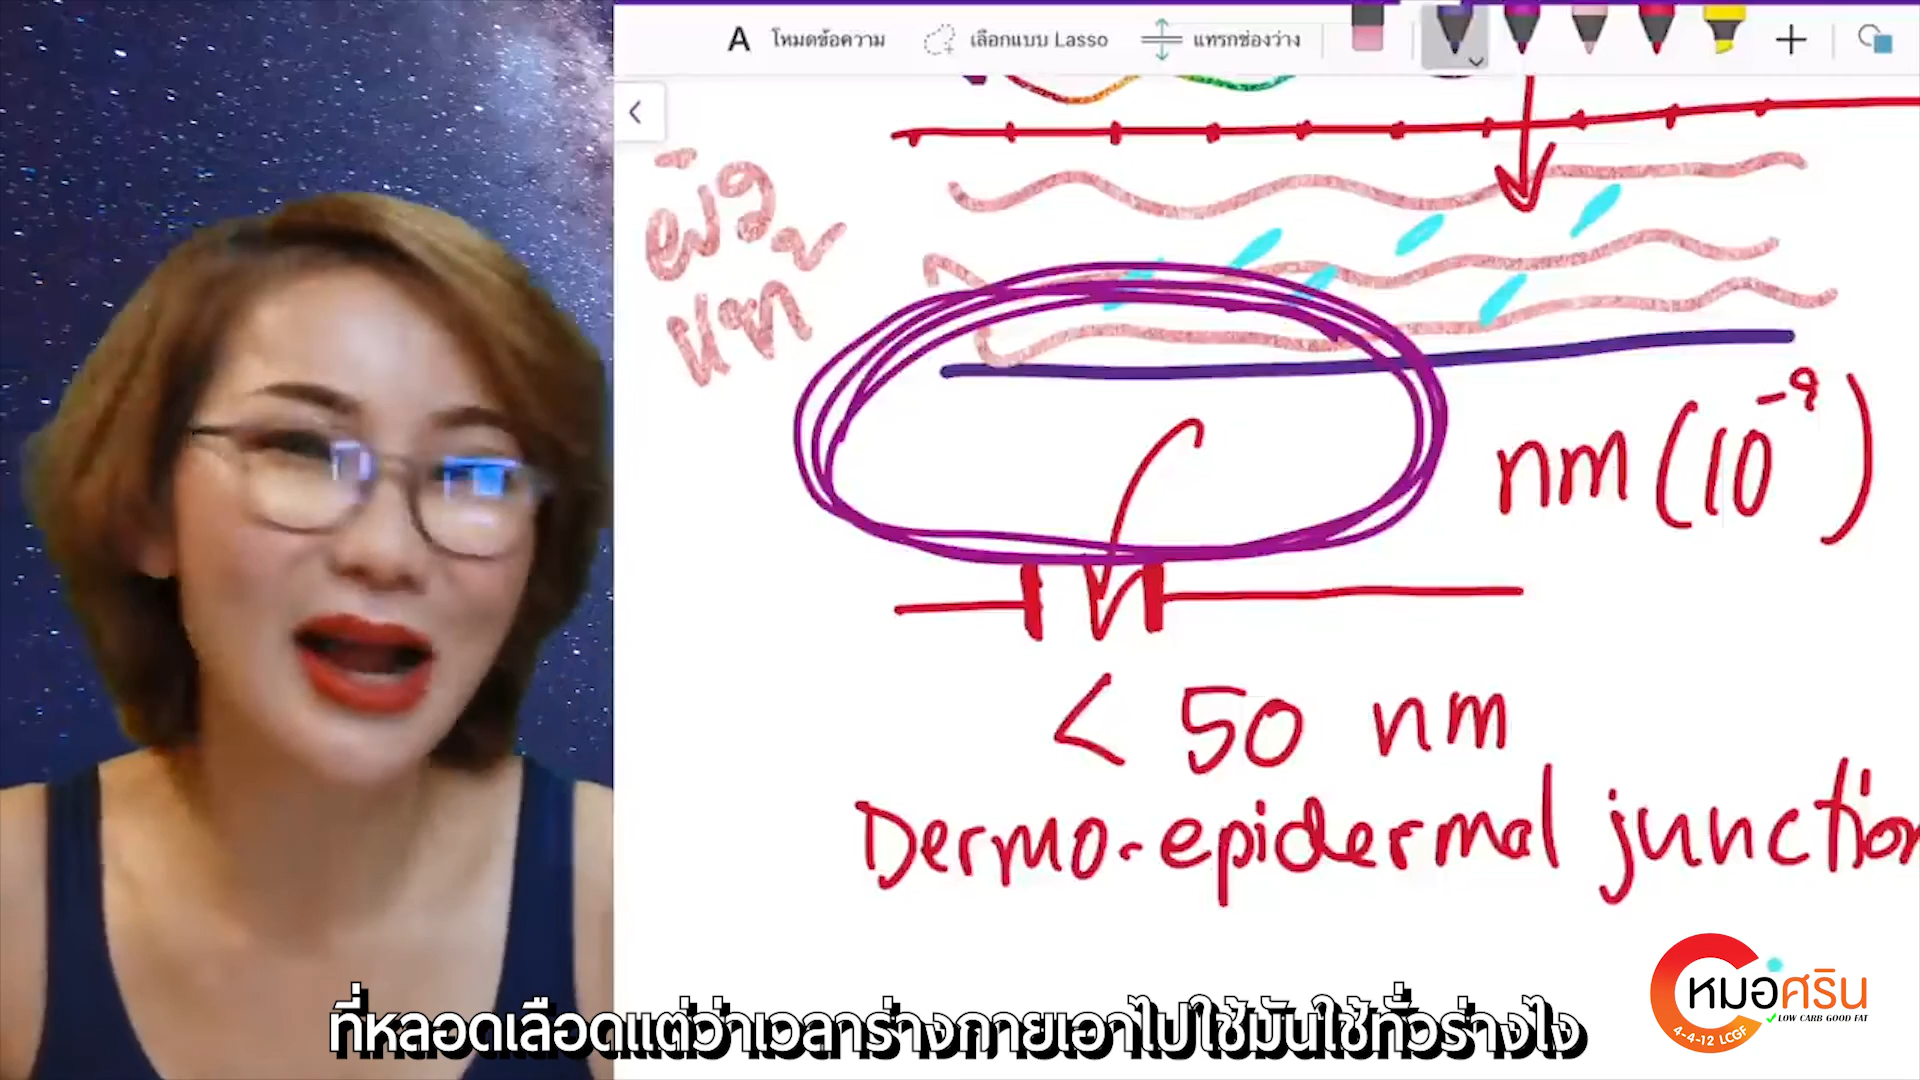 A โหมดข้อความ เลือกแบบ Lasso แทรกช่องว่าง
ผิว
แท้
nm (10⁻⁹)
< 50 nm
Dermo-epidermal junction
หมอศริน
LOW CARB GOOD FAT
4-4-12 LCGF
ที่หลอดเลือดแต่ว่าเวลาร่างกายเอาไปใช้มันใช้ทั่วร่างไง